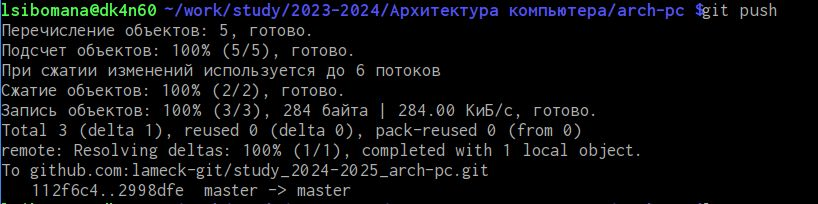 lsibomana@dk4n60 ~/work/study/2023-2024/Архитектура компьютера/arch-pc $git push
Перечисление объектов: 5, готово.
Подсчет объектов: 100% (5/5), готово.
При сжатии изменений используется до 6 потоков
Сжатие объектов: 100% (2/2), готово.
Запись объектов: 100% (3/3), 284 байта | 284.00 КиБ/с, готово.
Total 3 (delta 1), reused 0 (delta 0), pack-reused 0 (from 0)
remote: Resolving deltas: 100% (1/1), completed with 1 local object.
To github.com:lameck-git/study_2024-2025_arch-pc.git
   112f6c4..2998dfe  master -> master